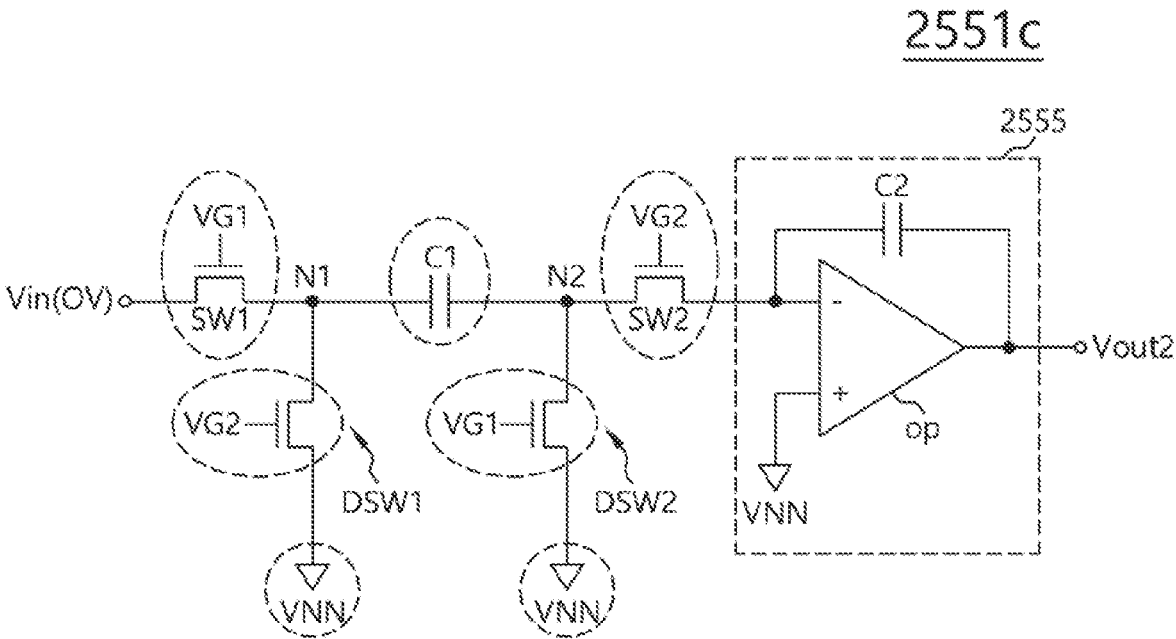 2551c
2555
C2
VG1
C1
VG2
N1
N2
Vin(0V)
SW1
SW2
-
Vout2
VG2
VG1
+
op
DSW1
DSW2
VNN
VNN
VNN